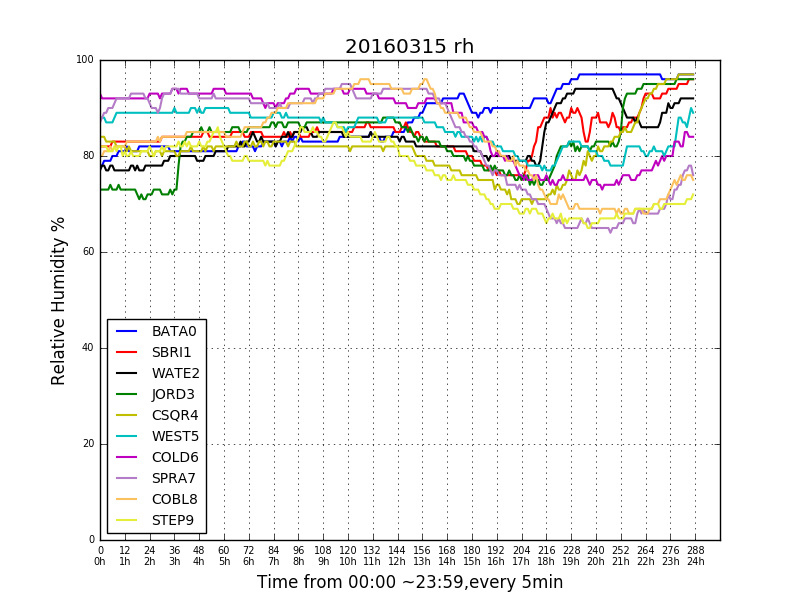 20160315 rh
100
80
60
40
20
0
Relative Humidity %
BATA0
SBRI1
WATE2
JORD3
CSQR4
WEST5
COLD6
SPRA7
COBL8
STEP9
0 12 24 36 48 60 72 84 96 108 120 132 144 156 168 180 192 204 216 228 240 252 264 276 288
0h 1h 2h 3h 4h 5h 6h 7h 8h 9h 10h 11h 12h 13h 14h 15h 16h 17h 18h 19h 20h 21h 22h 23h 24h
Time from 00:00 ~23:59,every 5min